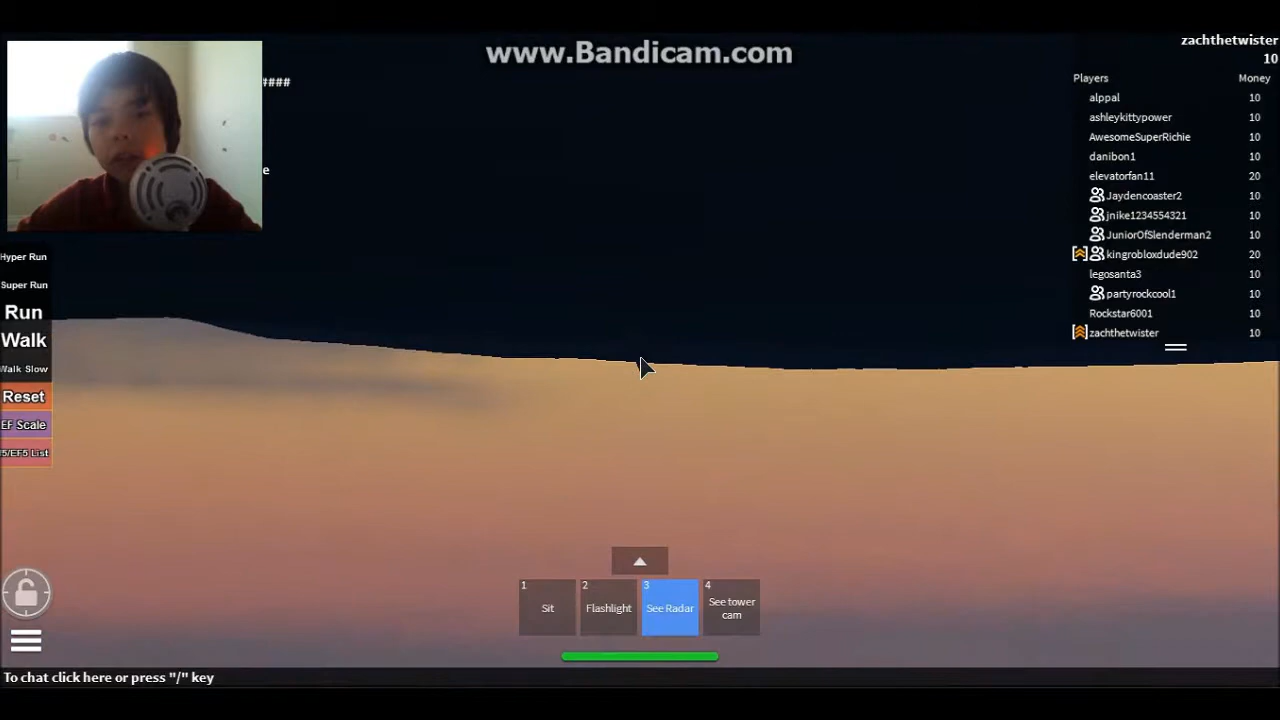 www.Bandicam.com
zachthetwister
10
####
e
Players Money
alppal 10
ashleykittypower 10
AwesomeSuperRichie 10
danibon1 10
elevatorfan11 20
Jaydencoaster2 10
jnike1234554321 10
JuniorOfSlenderman2 10
kingrobloxdude902 20
legosanta3 10
partyrockcool1 10
Rockstar6001 10
zachthetwister 10
Hyper Run
Super Run
Run
Walk
Walk Slow
Reset
EF Scale
5/EF5 List
1 Sit
2 Flashlight
3 See Radar
4 See tower
cam
To chat click here or press "/" key